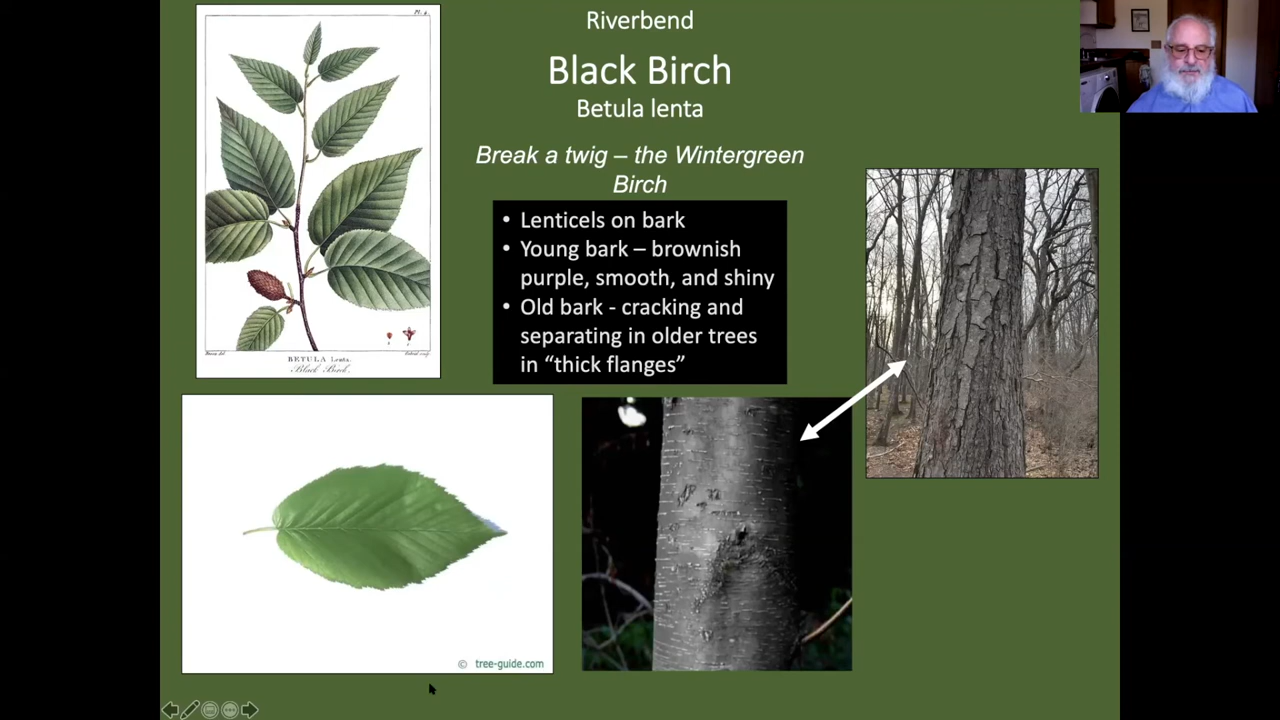 Riverbend
Black Birch
Betula lenta
Break a twig – the Wintergreen
Birch
• Lenticels on bark
• Young bark – brownish
purple, smooth, and shiny
• Old bark - cracking and
separating in older trees
in “thick flanges”
BETULA Lenta.
Black Birch.
© tree-guide.com